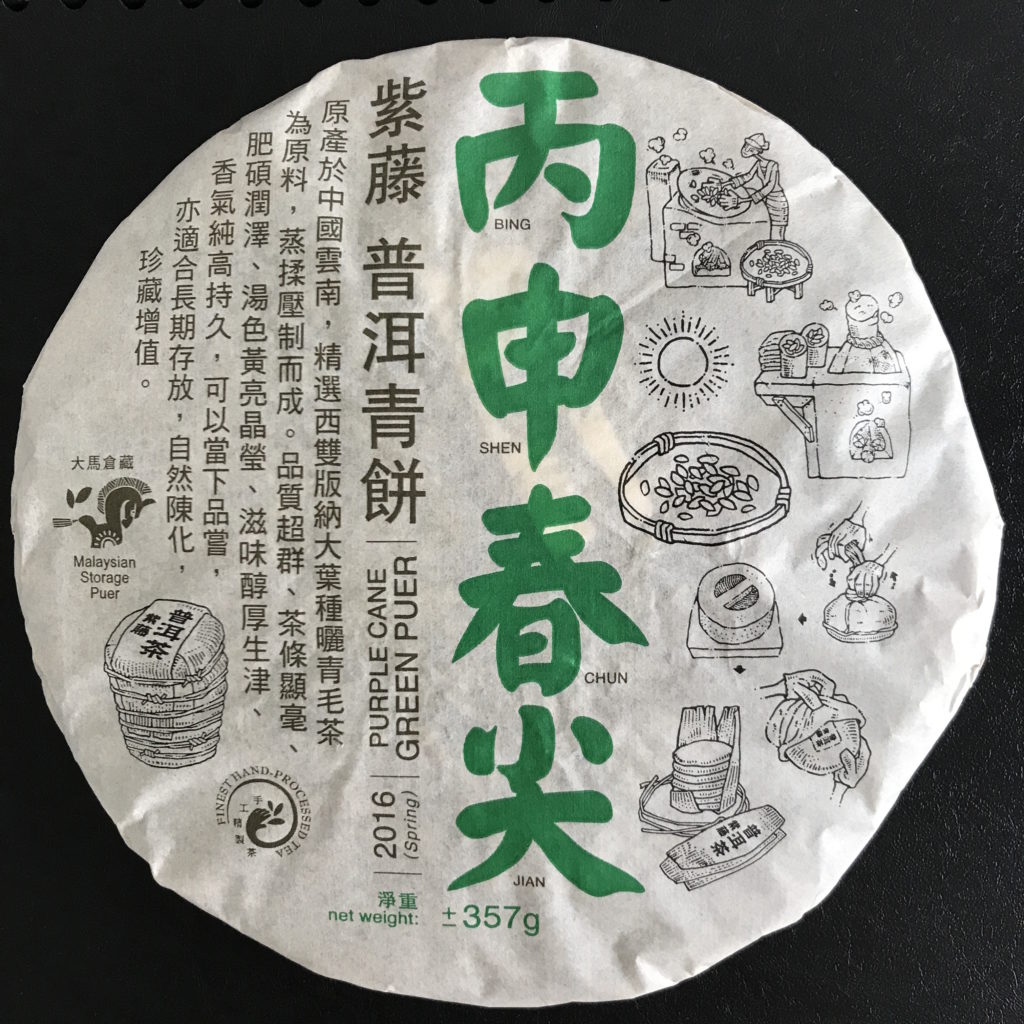 丙申春尖
BING
SHEN
CHUN
JIAN
紫藤 普洱青餅
PURPLE CANE
GREEN PUER
2016
(Spring)
原產於中國雲南，精選西雙版納大葉種曬青毛茶
為原料，蒸揉壓制而成。品質超群、茶條顯毫、
肥碩潤澤、湯色黃亮晶瑩、滋味醇厚生津、
香氣純高持久，可以當下品嘗，
亦適合長期存放，自然陳化，
珍藏增值。
大馬倉藏
Malaysian
Storage
Puer
普洱茶
紫藤
FINEST HAND-PROCESSED TEA
手工精製茶
淨重
net weight: ±357g
普洱茶
紫藤